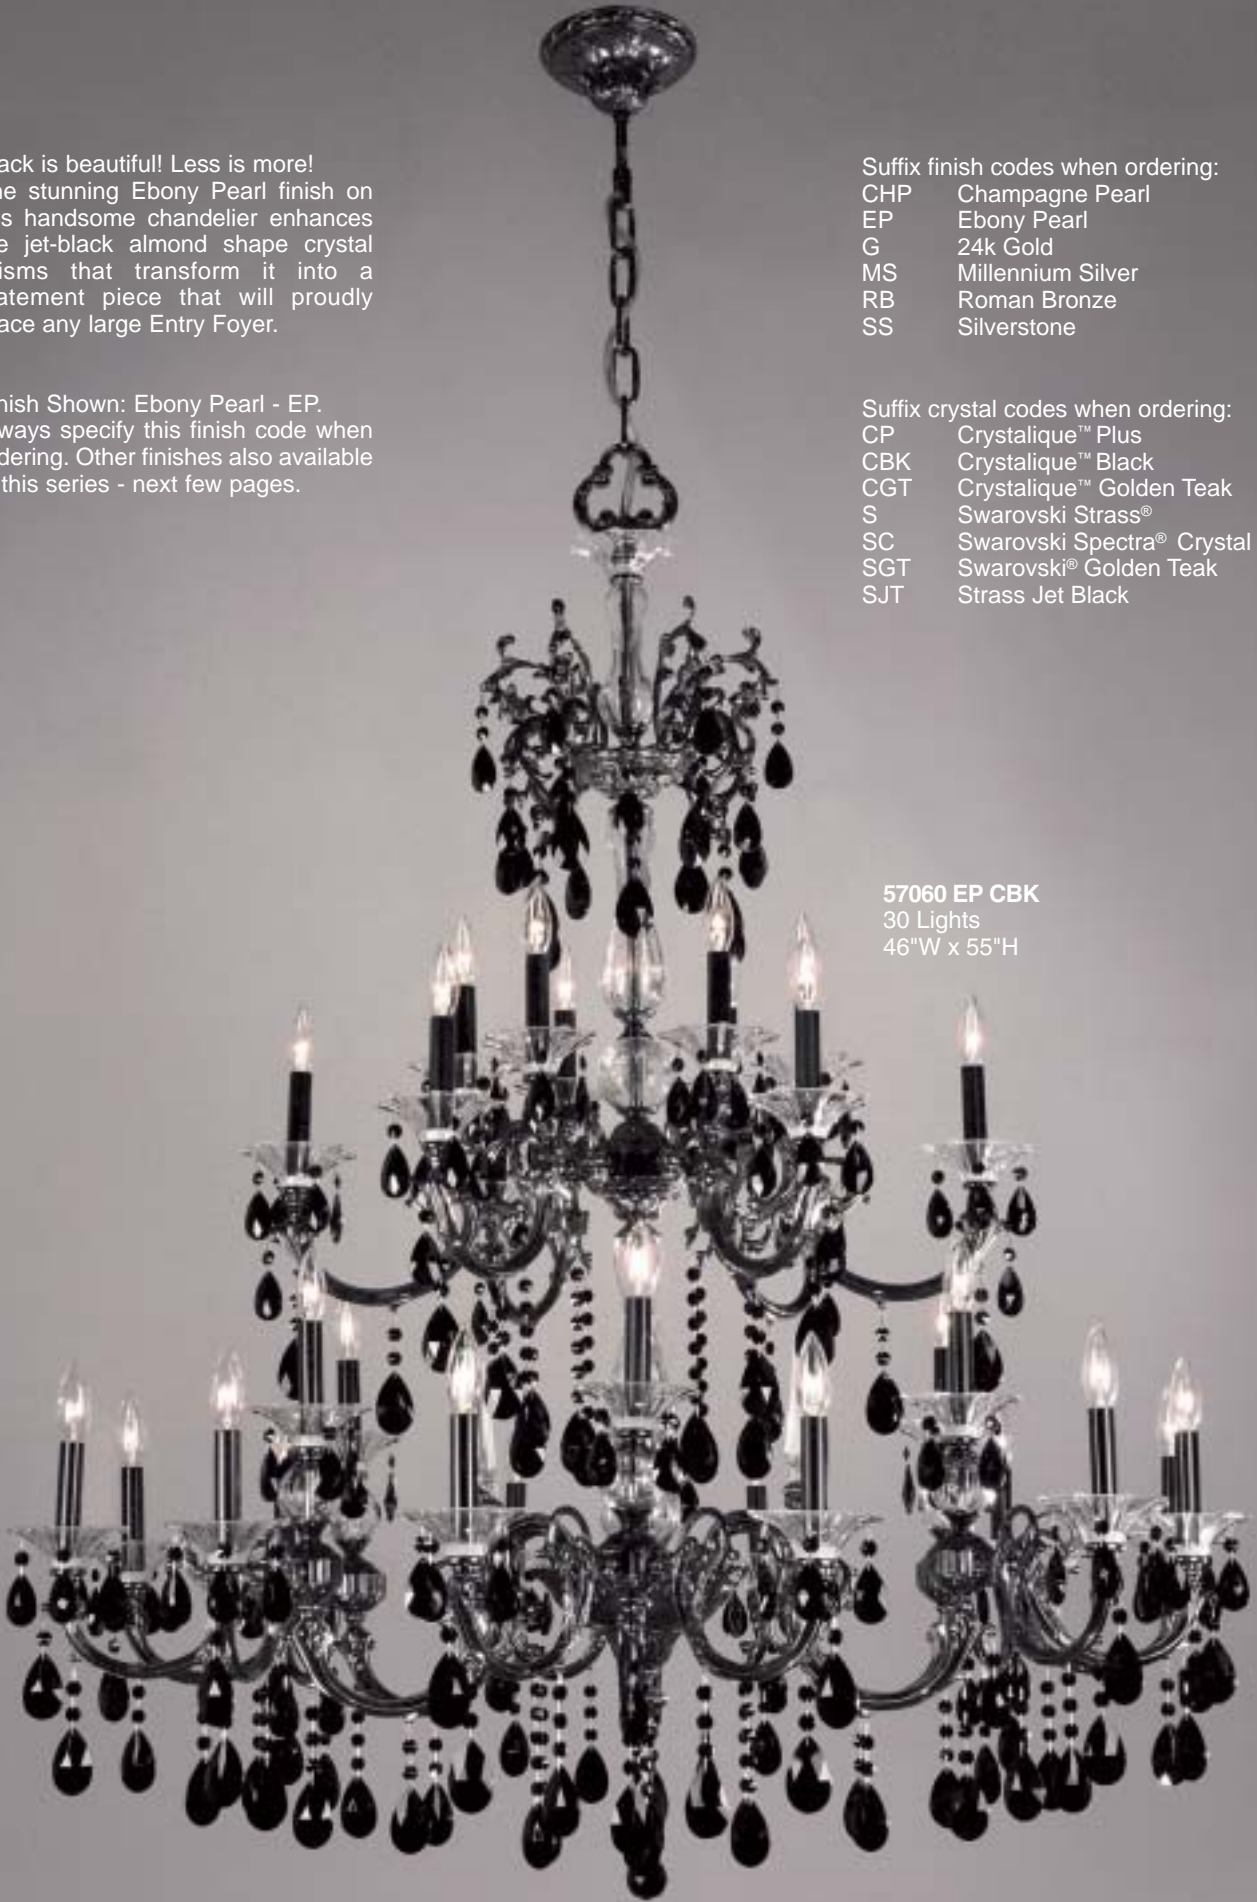 ack is beautiful! Less is more!
ne stunning Ebony Pearl finish on
s handsome chandelier enhances
e jet-black almond shape crystal
isms that transform it into a
atement piece that will proudly
ace any large Entry Foyer.
nish Shown: Ebony Pearl - EP.
ways specify this finish code when
dering. Other finishes also available
this series - next few pages.
Suffix finish codes when ordering:
CHP Champagne Pearl
EP Ebony Pearl
G 24k Gold
MS Millennium Silver
RB Roman Bronze
SS Silverstone
Suffix crystal codes when ordering:
CP Crystalique™ Plus
CBK Crystalique™ Black
CGT Crystalique™ Golden Teak
S Swarovski Strass®
SC Swarovski Spectra® Crystal
SGT Swarovski® Golden Teak
SJT Strass Jet Black
57060 EP CBK
30 Lights
46"W x 55"H